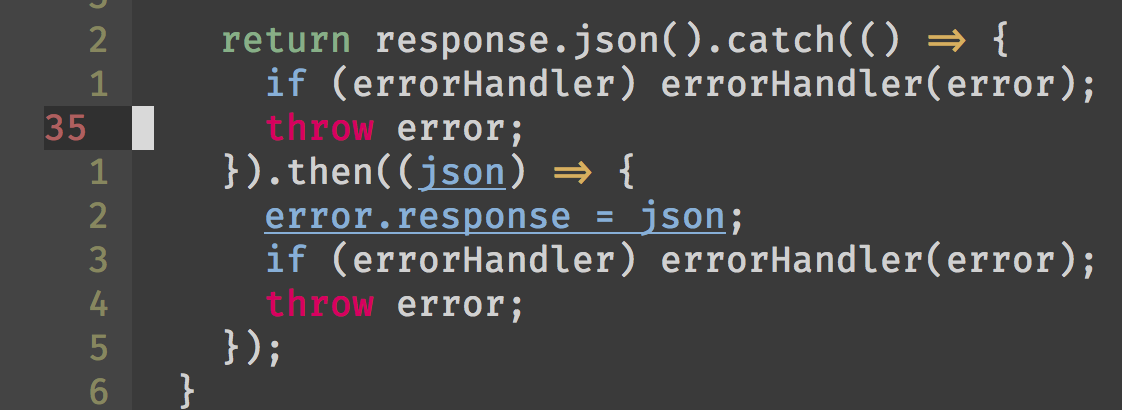 2 return response.json().catch(() => {
1 if (errorHandler) errorHandler(error);
35 throw error;
1 }).then((json) => {
2 error.response = json;
3 if (errorHandler) errorHandler(error);
4 throw error;
5 });
6 }